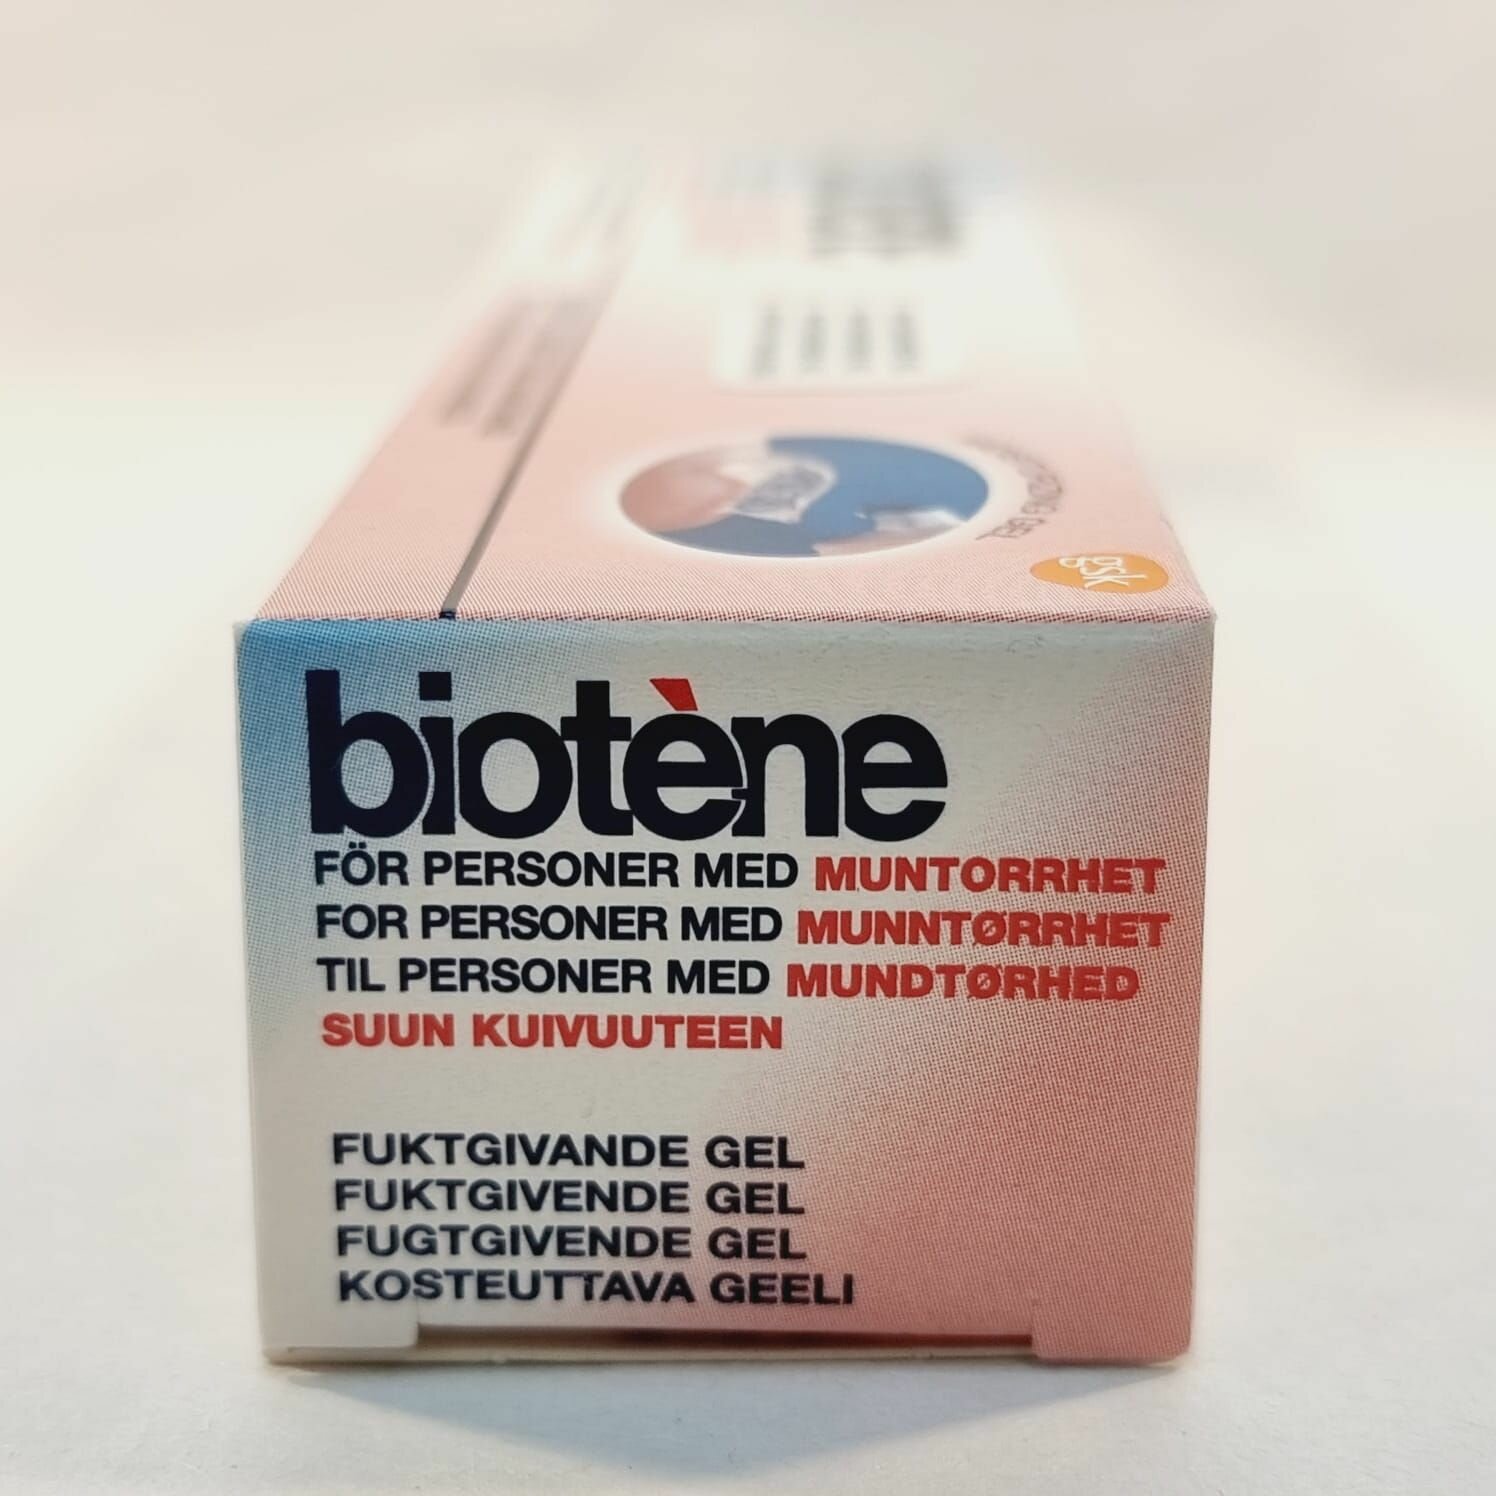 gsk
biotène
FÖR PERSONER MED MUNTORRHET
FOR PERSONER MED MUNNTØRRHET
TIL PERSONER MED MUNDTØRHED
SUUN KUIVUUTEEN
FUKTGIVANDE GEL
FUKTGIVENDE GEL
FUGTGIVENDE GEL
KOSTEUTTAVA GEELI